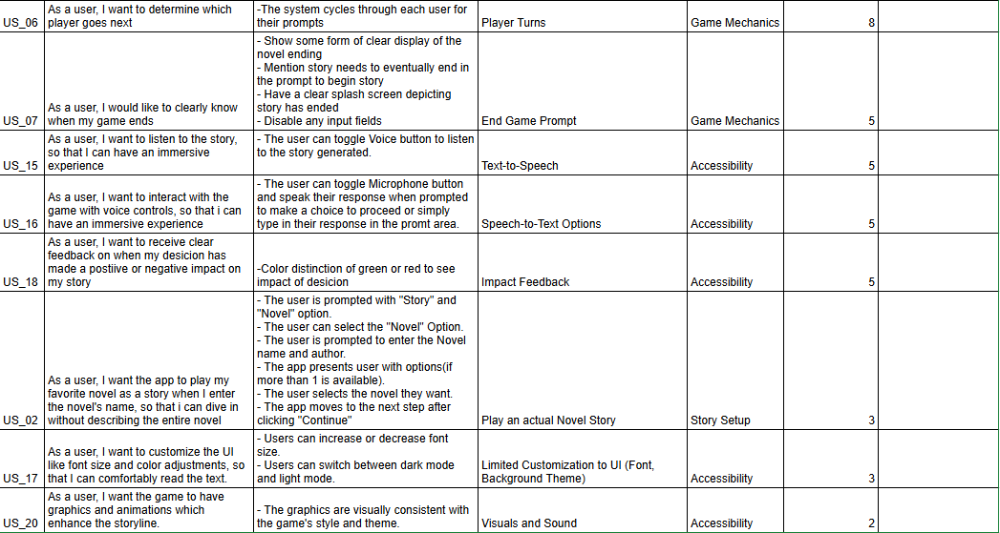 US_06
As a user, I want to determine which
player goes next
-The system cycles through each user for
their prompts
Player Turns
Game Mechanics
8
US_07
As a user, I would like to clearly know
when my game ends
- Show some form of clear display of the
novel ending
- Mention story needs to eventually end in
the prompt to begin story
- Have a clear splash screen depicting
story has ended
- Disable any input fields
End Game Prompt
Game Mechanics
5
US_15
As a user, I want to listen to the story,
so that I can have an immersive
experience
- The user can toggle Voice button to listen
to the story generated.
Text-to-Speech
Accessibility
5
US_16
As a user, I want to interact with the
game with voice controls, so that i can
have an immersive experience
- The user can toggle Microphone button
and speak their response when prompted
to make a choice to proceed or simply
type in their response in the promt area.
Speech-to-Text Options
Accessibility
5
US_18
As a user, I want to receive clear
feedback on when my desicion has
made a postiive or negative impact on
my story
-Color distinction of green or red to see
impact of desicion
Impact Feedback
Accessibility
5
US_02
As a user, I want the app to play my
favorite novel as a story when I enter
the novel's name, so that i can dive in
without describing the entire novel
- The user is prompted with "Story" and
"Novel" option.
- The user can select the "Novel" Option.
- The user is prompted to enter the Novel
name and author.
- The app presents user with options(if
more than 1 is available).
- The user selects the novel they want.
- The app moves to the next step after
clicking "Continue"
Play an actual Novel Story
Story Setup
3
US_17
As a user, I want to customize the UI
like font size and color adjustments, so
that I can comfortably read the text.
- Users can increase or decrease font
size.
- Users can switch between dark mode
and light mode.
Limited Customization to UI (Font,
Background Theme)
Accessibility
3
US_20
As a user, I want the game to have
graphics and animations which
enhance the storyline.
- The graphics are visually consistent with
the game's style and theme.
Visuals and Sound
Accessibility
2